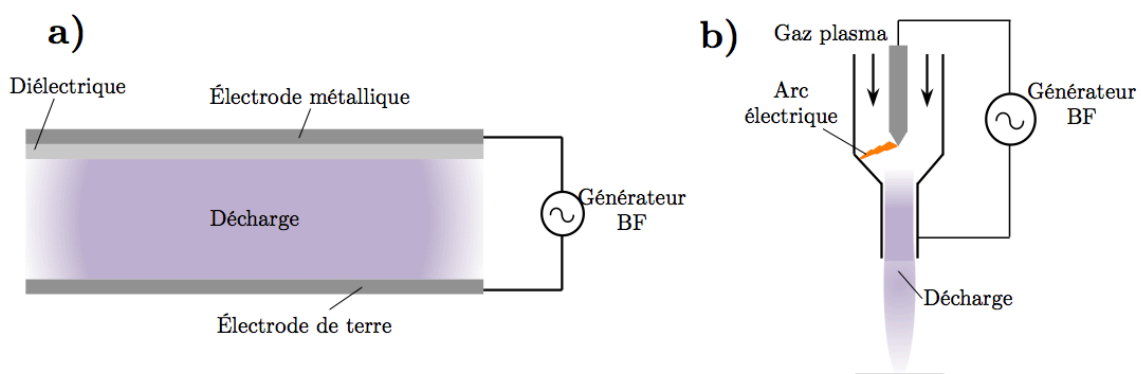 a)
Diélectrique
Électrode métallique
Décharge
Générateur
BF
Électrode de terre
b)
Gaz plasma
Arc
électrique
Générateur
BF
Décharge